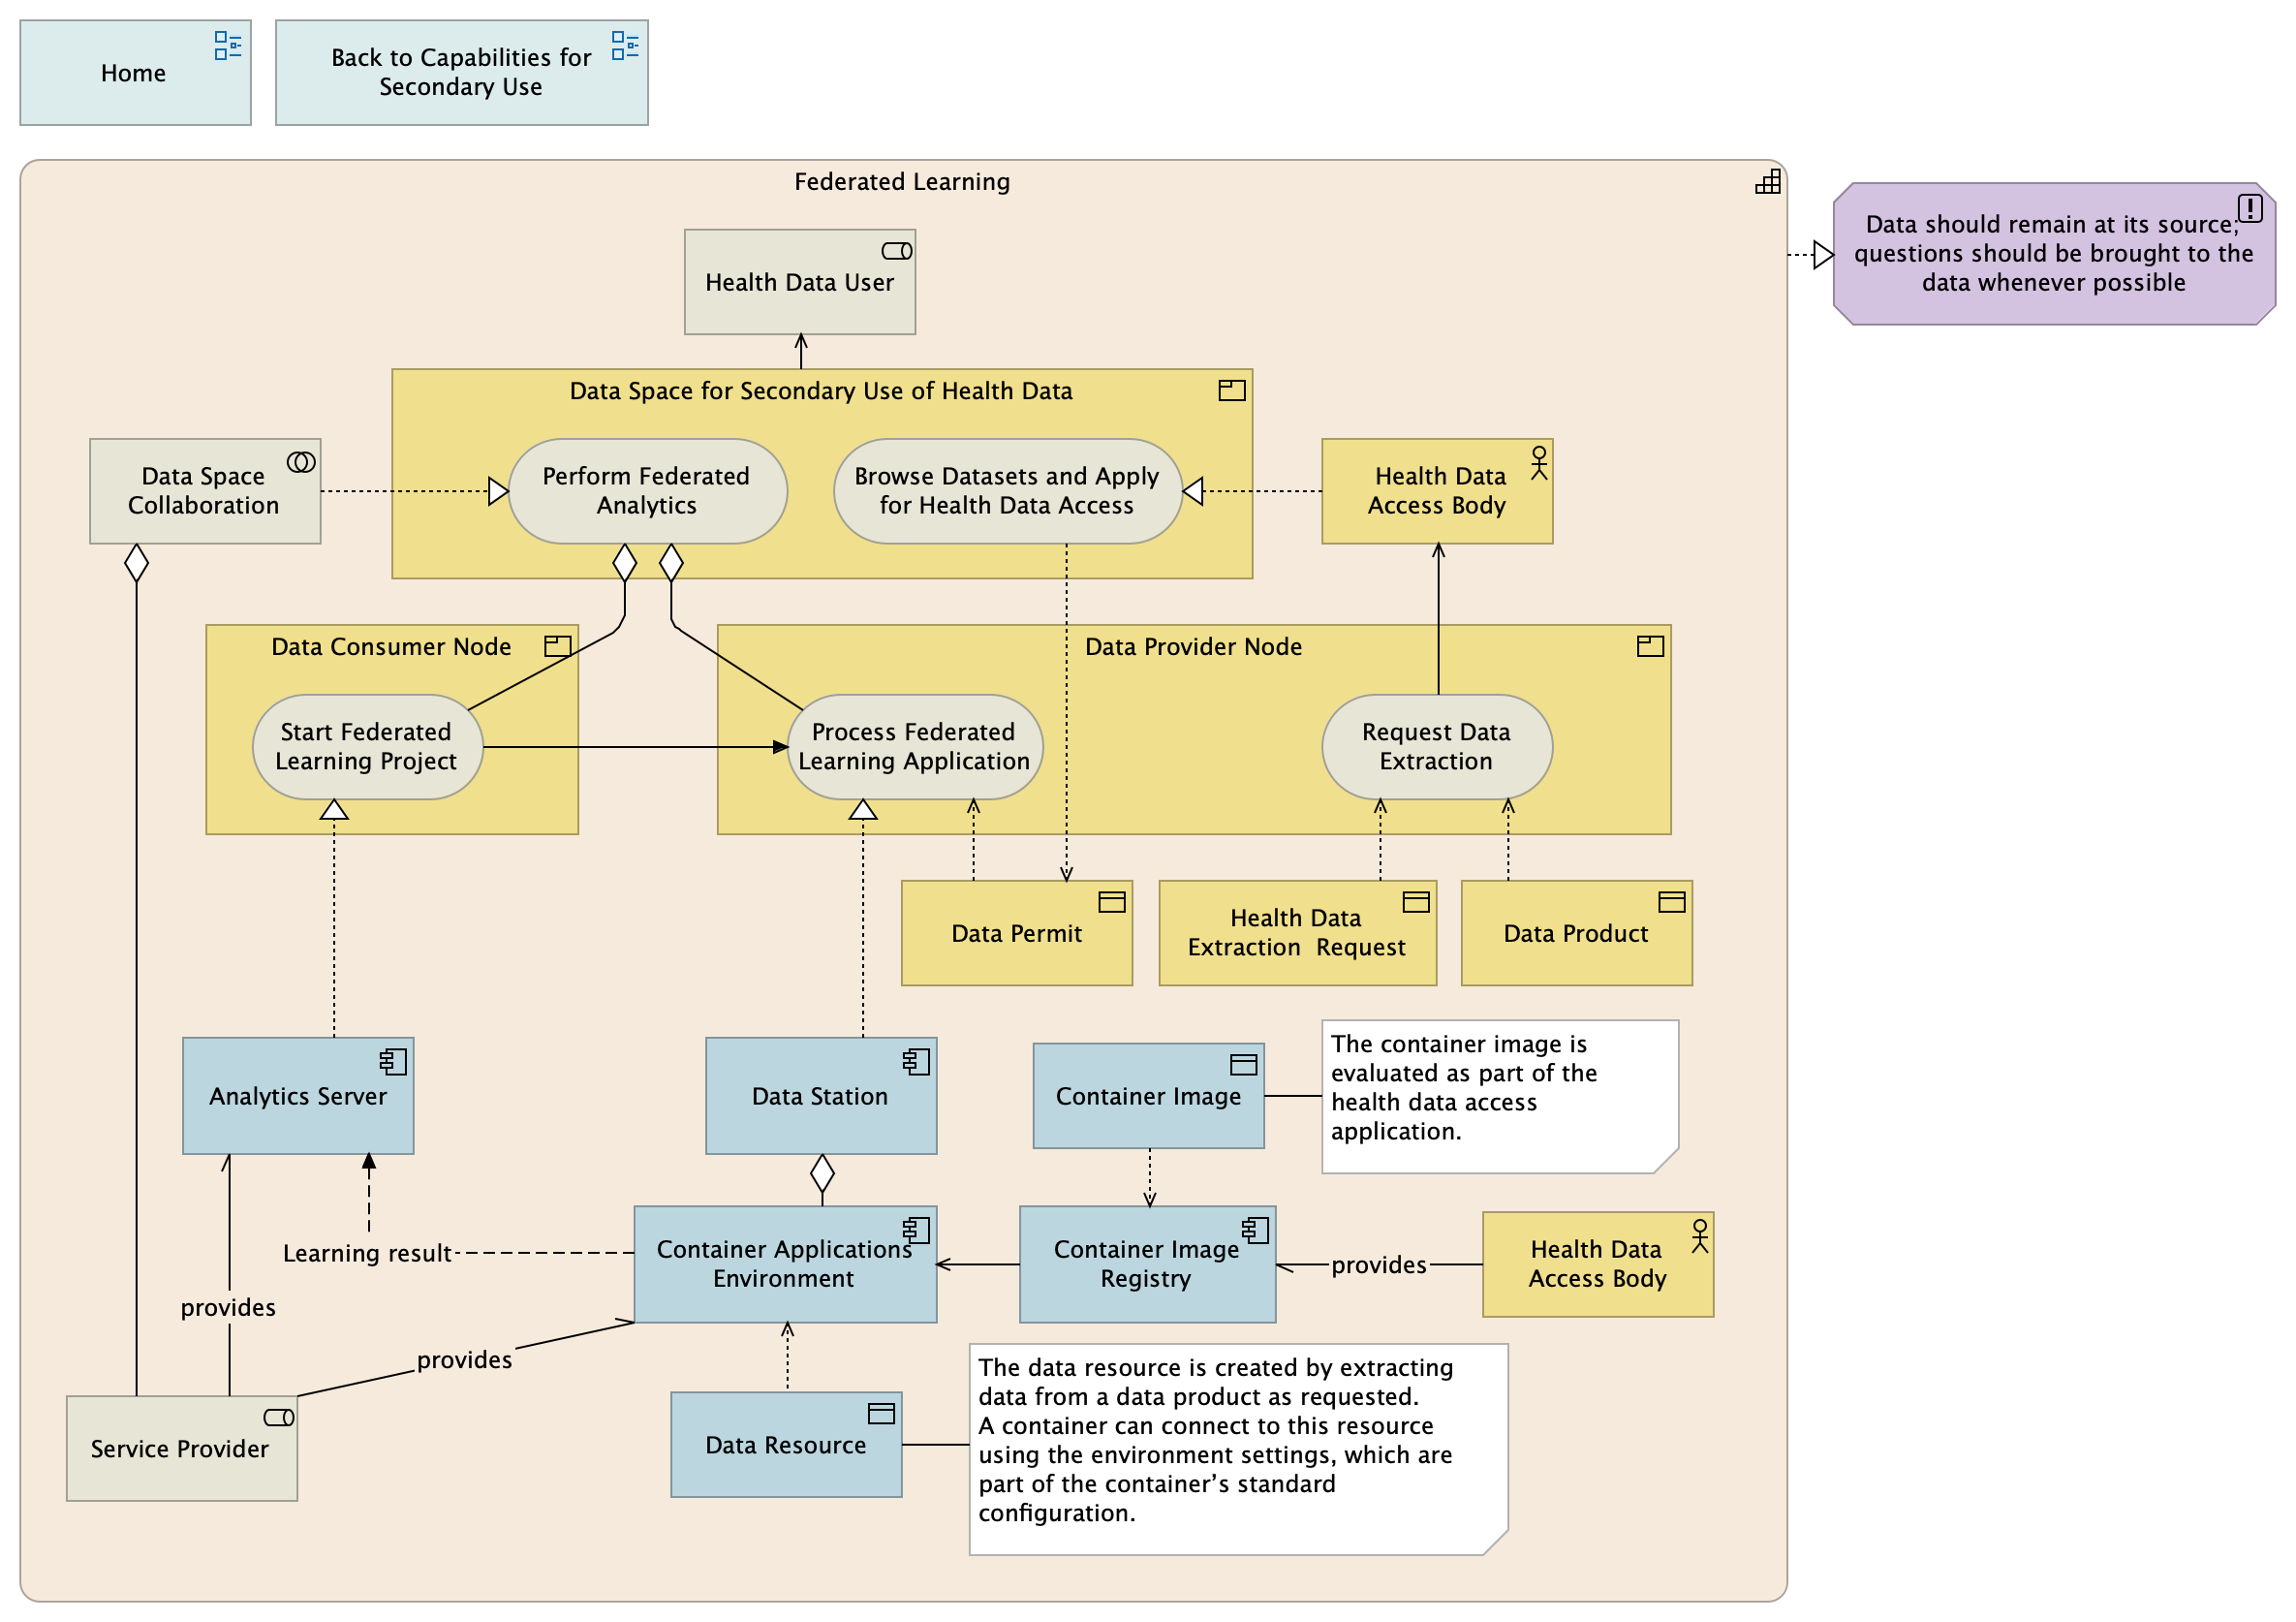 Home
Back to Capabilities for
Secondary Use
Federated Learning
Data should remain at its source;
questions should be brought to the
data whenever possible
Health Data User
Data Space for Secondary Use of Health Data
Data Space
Collaboration
Perform Federated
Analytics
Browse Datasets and Apply
for Health Data Access
Health Data
Access Body
Data Consumer Node
Data Provider Node
Start Federated
Learning Project
Process Federated
Learning Application
Request Data
Extraction
Data Permit
Health Data
Extraction  Request
Data Product
Analytics Server
Data Station
Container Image
The container image is
evaluated as part of the
health data access
application.
Learning result
Container Applications
Environment
Container Image
Registry
provides
Health Data
Access Body
provides
provides
Service Provider
Data Resource
The data resource is created by extracting
data from a data product as requested.
A container can connect to this resource
using the environment settings, which are
part of the container’s standard
configuration.